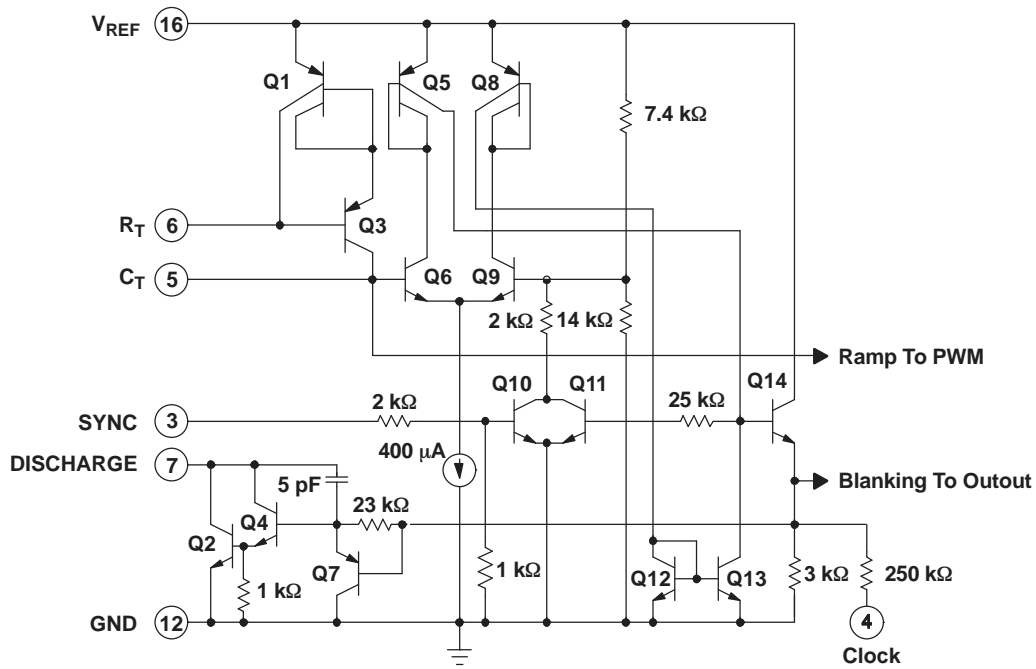 VREF 16
Q1
Q5
Q8
7.4 kΩ
RT 6
Q3
CT 5
Q6
Q9
2 kΩ
14 kΩ
Ramp To PWM
Q10
Q11
Q14
2 kΩ
25 kΩ
SYNC 3
400 μA
DISCHARGE 7
5 pF
Blanking To Outout
23 kΩ
Q4
Q2
Q7
1 kΩ
1 kΩ
Q12
Q13
3 kΩ
250 kΩ
GND 12
4
Clock